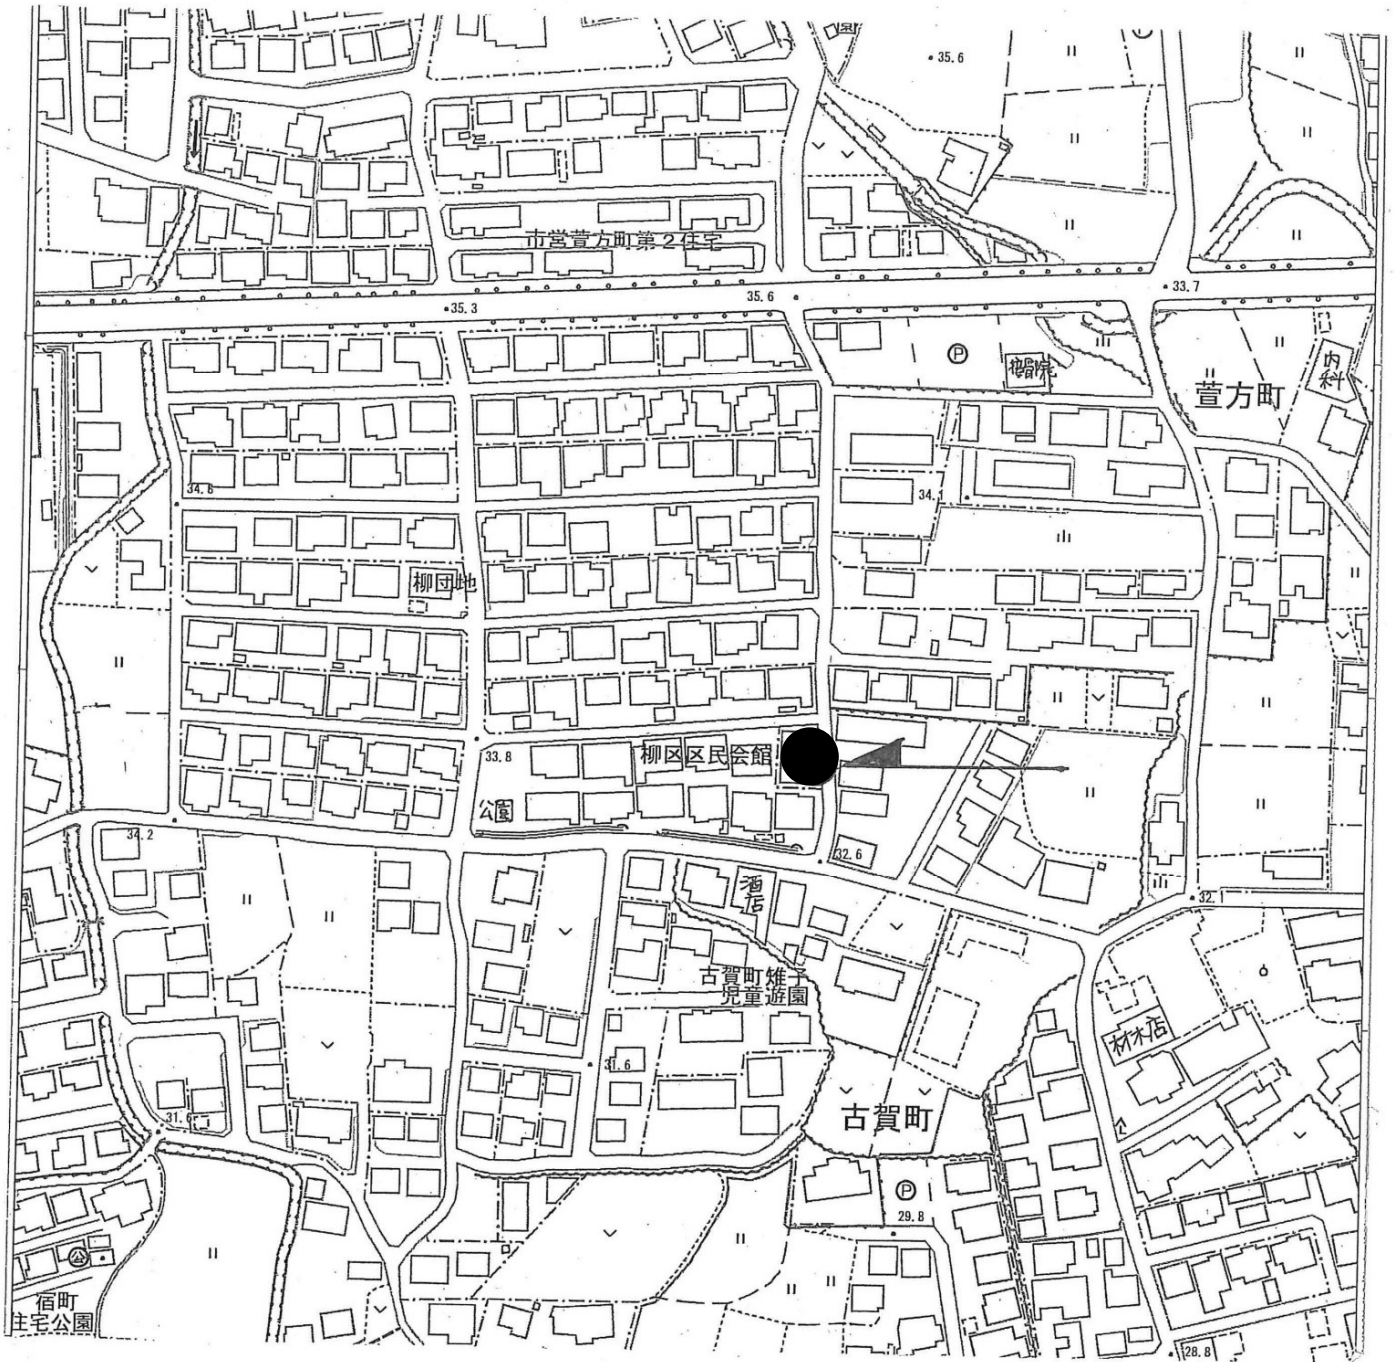 園
35.6
市営萱方町第2住宅
35.3
35.6
33.7
P
萱方町
内科
34.1
柳団地
33.8
柳区区民会館
公園
34.2
32.6
酒店
32.1
古賀町雉子
児童遊園
材木店
31.6
31.6
古賀町
P
29.8
公
宿町
住宅公園
28.8